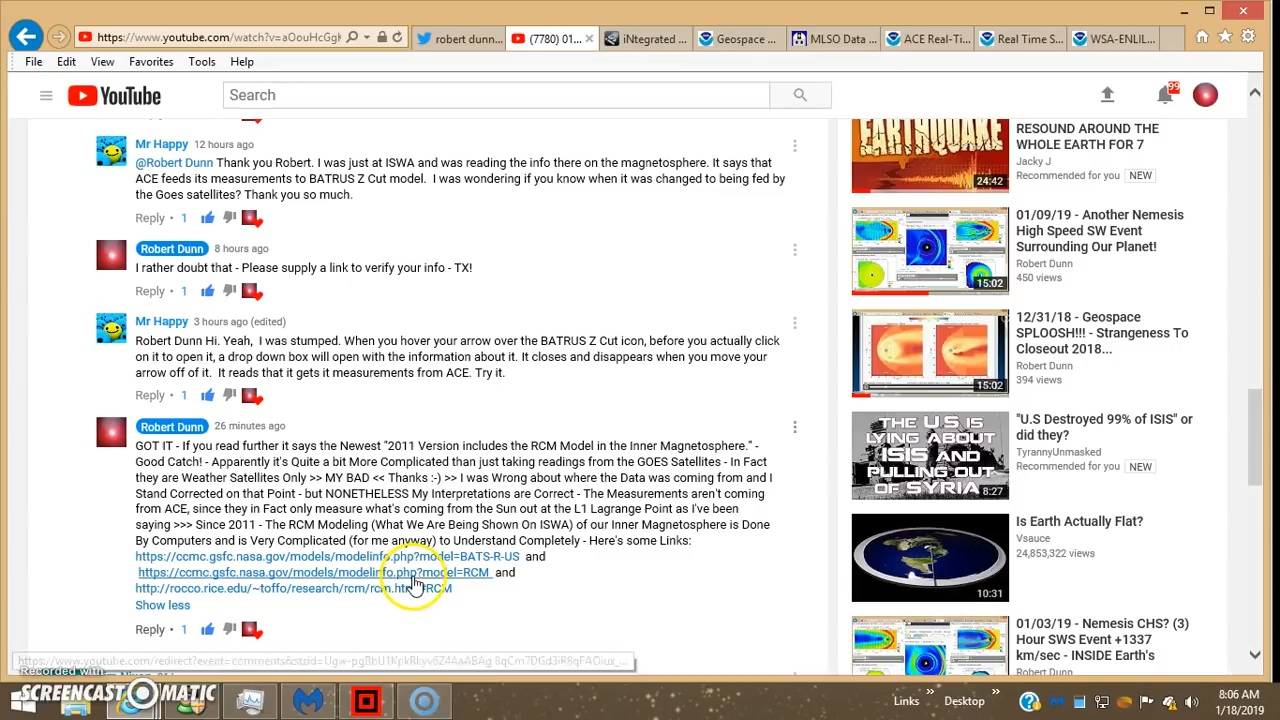 https://www.youtube.com/watch?v=aOouHcGgk
robert dunn...
(7780) 01...
iNtegrated ...
Geospace ...
MLSO Data ...
ACE Real-Ti...
Real Time S...
WSA-ENLIL...
File Edit View Favorites Tools Help
YouTube
Search
99
Mr Happy 12 hours ago
@Robert Dunn Thank you Robert. I was just at ISWA and was reading the info there on the magnetosphere. It says that
ACE feeds its measurements to BATRUS Z Cut model. I was wondering if you know when it was changed to being fed by
the Goes satellites? Thank you so much.
Reply • 1
Robert Dunn 8 hours ago
I rather doubt that - Please supply a link to verify your info - TX!
Reply • 1
Mr Happy 3 hours ago (edited)
Robert Dunn Hi. Yeah, I was stumped. When you hover your arrow over the BATRUS Z Cut icon, before you actually click
on it to open it, a drop down box will open with the information about it. It closes and disappears when you move your
arrow off of it. It reads that it gets it measurements from ACE. Try it.
Reply • 1
Robert Dunn 26 minutes ago
GOT IT - If you read further it says the Newest "2011 Version includes the RCM Model in the Inner Magnetosphere." -
Good Catch! - Apparently it's Quite a bit More Complicated than just taking readings from the GOES Satellites - In Fact
they are Weather Satellites Only >> MY BAD << Thanks :-) >> I was Wrong about where the Data was coming from and I
Stand Corrected on that Point - but NONETHELESS My Interpretations are Correct - The Measurements aren't coming
from ACE, since they in Fact only measure what's coming from the Sun out at the L1 Lagrange Point as I've been
saying >>> Since 2011 - The RCM Modeling (What We Are Being Shown On ISWA) of our Inner Magnetosphere is Done
By Computers and is Very Complicated (for me anyway) to Understand Completely - Here's some Links:
https://ccmc.gsfc.nasa.gov/models/modelinfo.php?model=BATS-R-US and
https://ccmc.gsfc.nasa.gov/models/modelinfo.php?model=RCM and
http://rocco.rice.edu/~toffo/research/rcm/rcm.html#RCM
Show less
Reply • 1
EARTHQUAKE
24:42
RESOUND AROUND THE
WHOLE EARTH FOR 7
Jacky J
Recommended for you NEW
15:02
01/09/19 - Another Nemesis
High Speed SW Event
Surrounding Our Planet!
Robert Dunn
450 views
15:02
12/31/18 - Geospace
SPLOOSH!!! - Strangeness To
Closeout 2018...
Robert Dunn
394 views
THE U.S IS
LYING ABOUT
ISIS AND
PULLING OUT
OF SYRIA
8:27
"U.S Destroyed 99% of ISIS" or
did they?
TyrannyUnmasked
Recommended for you NEW
10:31
Is Earth Actually Flat?
Vsauce
24,853,322 views
01/03/19 - Nemesis CHS? (3)
Hour SWS Event +1337
km/sec - INSIDE Earth's
Recorded with
SCREENCAST-O-MATIC
Links
Desktop
8:06 AM
1/18/2019